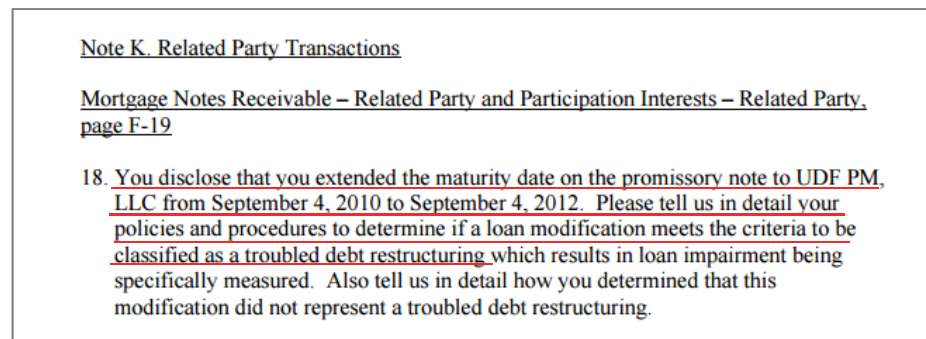 Note K. Related Party Transactions
Mortgage Notes Receivable – Related Party and Participation Interests – Related Party,
page F-19
18. You disclose that you extended the maturity date on the promissory note to UDF PM,
LLC from September 4, 2010 to September 4, 2012.  Please tell us in detail your
policies and procedures to determine if a loan modification meets the criteria to be
classified as a troubled debt restructuring which results in loan impairment being
specifically measured.  Also tell us in detail how you determined that this
modification did not represent a troubled debt restructuring.